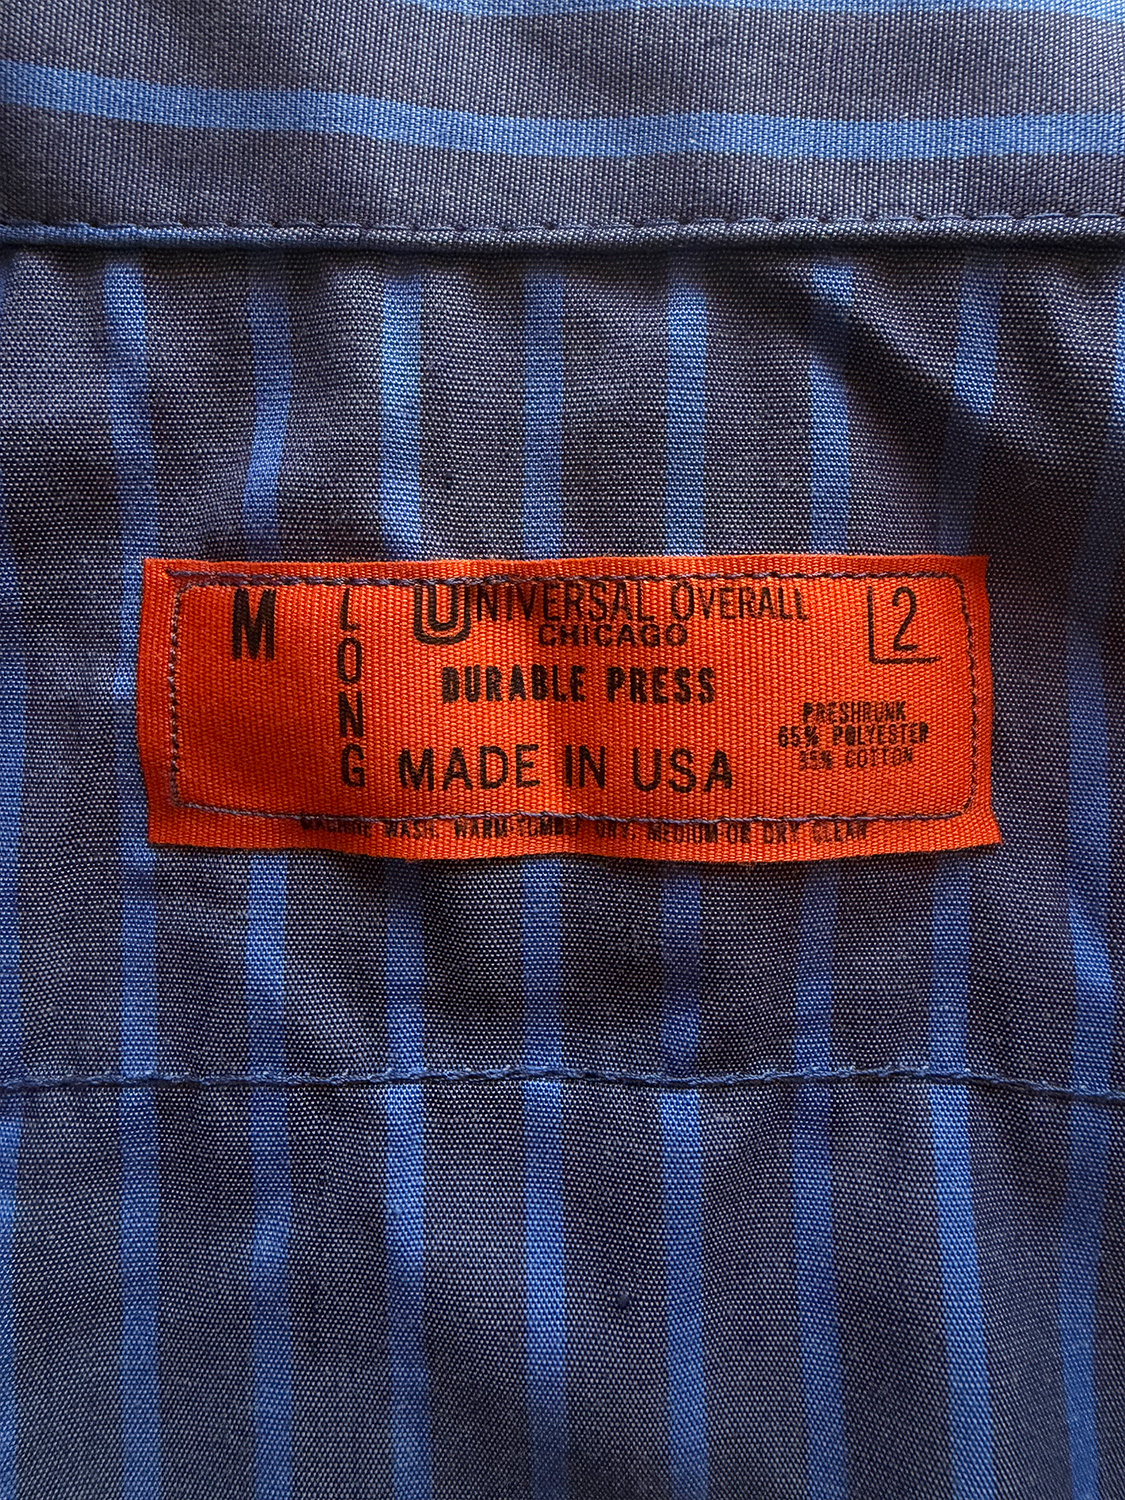 M
LONG
UNIVERSAL OVERALL
CHICAGO
L2
DURABLE PRESS
PRESHRUNK
65% POLYESTER
35% COTTON
MADE IN USA
MACHINE WASH. WARM-TUMBLE DRY. MEDIUM-OR DRY CLEAN